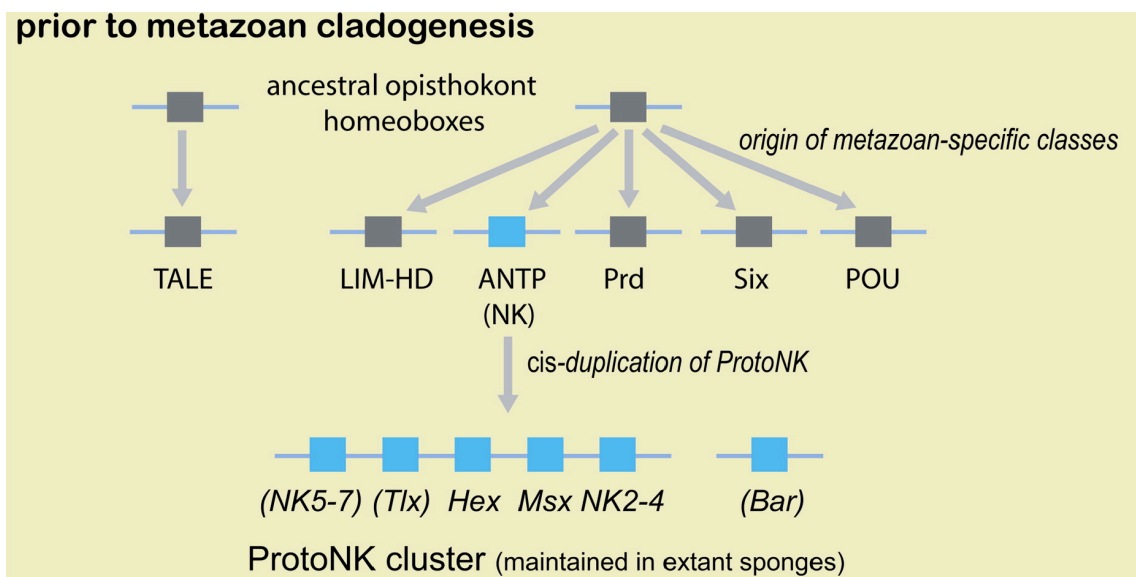 prior to metazoan cladogenesis
ancestral opisthokont
homeoboxes
origin of metazoan-specific classes
TALE
LIM-HD
ANTP
(NK)
Prd
Six
POU
cis-duplication of ProtoNK
(NK5-7) (Tlx) Hex Msx NK2-4 (Bar)
ProtoNK cluster (maintained in extant sponges)